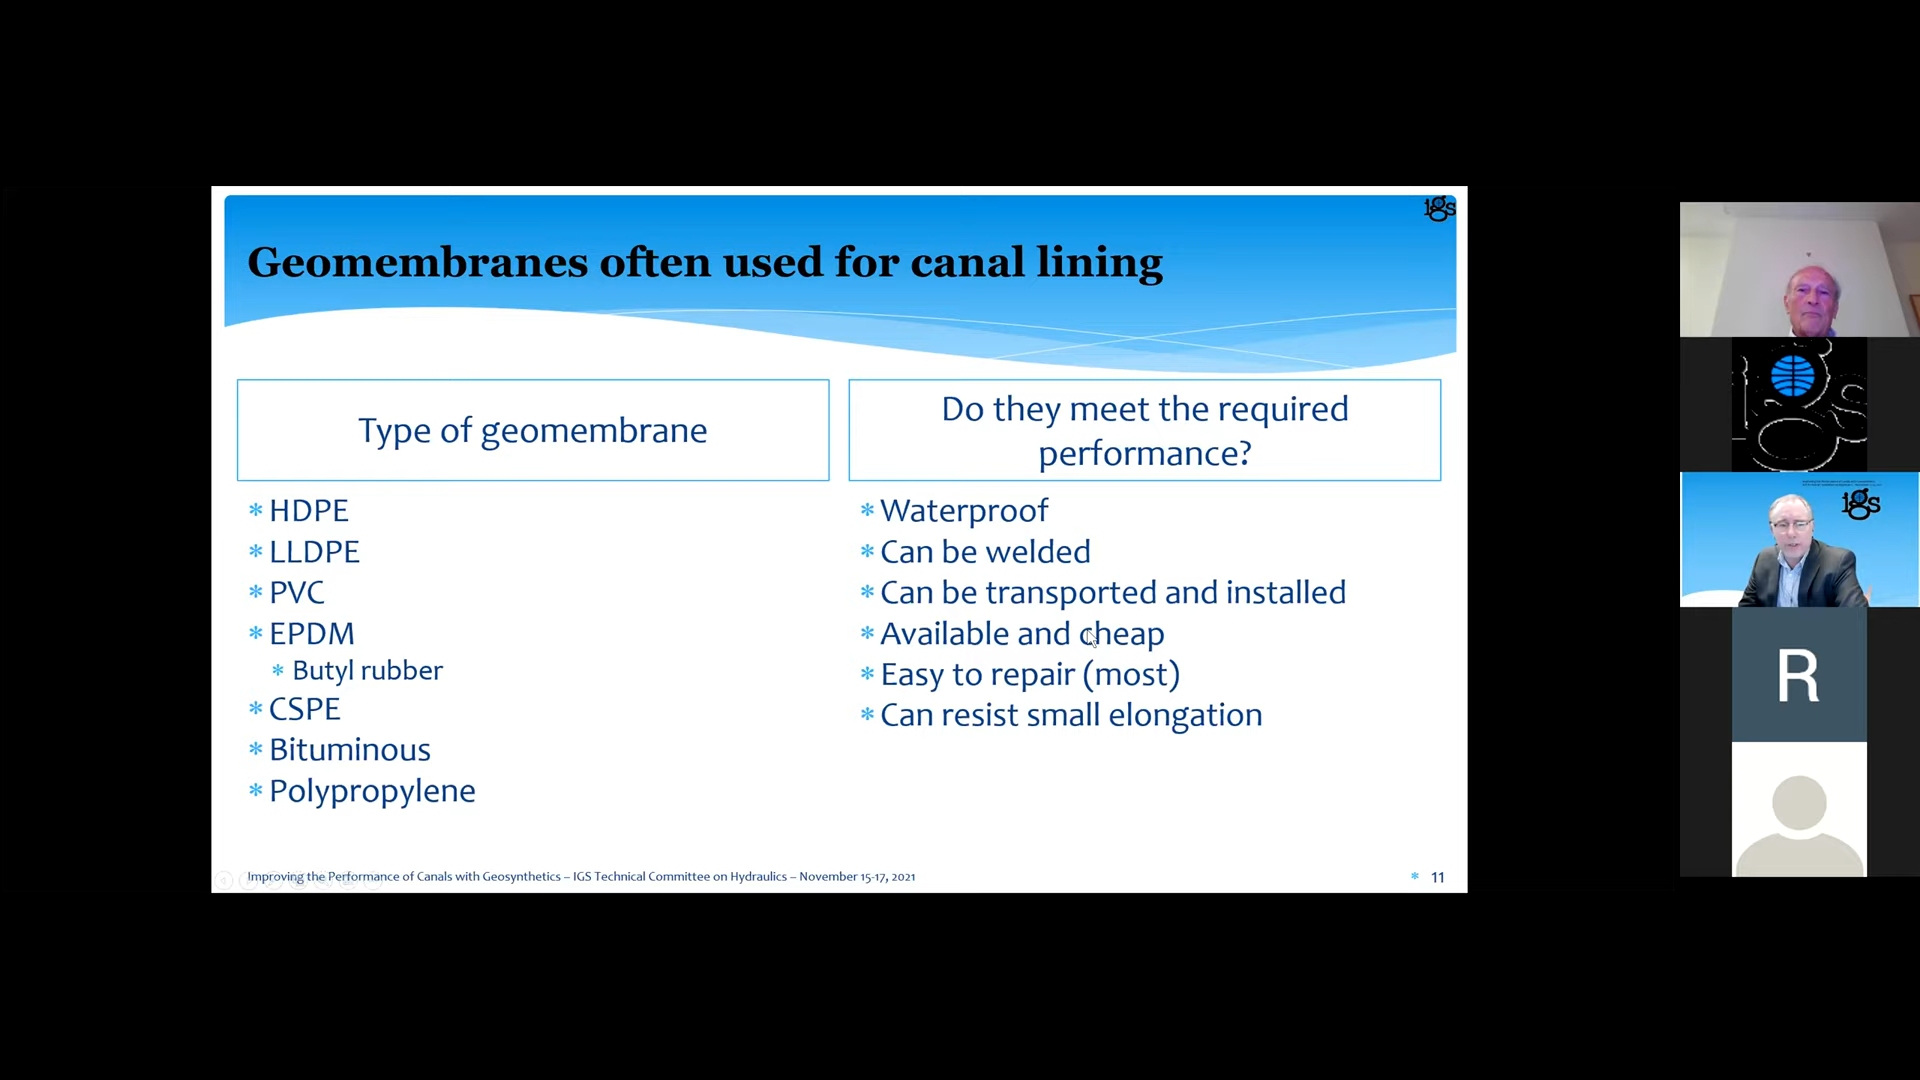 igs
Geomembranes often used for canal lining
Type of geomembrane
Do they meet the required
performance?
* HDPE
* LLDPE
* PVC
* EPDM
* Butyl rubber
* CSPE
* Bituminous
* Polypropylene
* Waterproof
* Can be welded
* Can be transported and installed
* Available and cheap
* Easy to repair (most)
* Can resist small elongation
Improving the Performance of Canals with Geosynthetics – IGS Technical Committee on Hydraulics – November 15-17, 2021
* 11
igs
igs
R